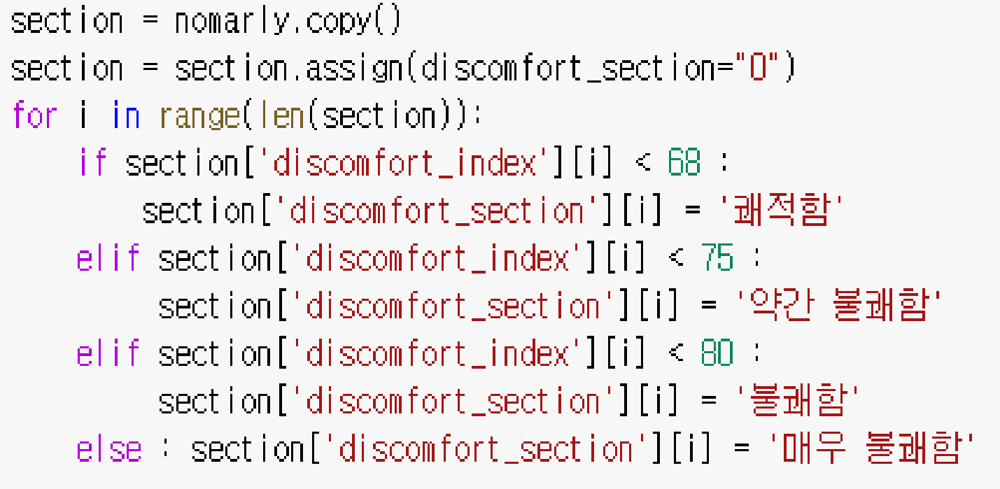 section = nomarly.copy()
section = section.assign(discomfort_section="0")
for i in range(len(section)):
    if section['discomfort_index'][i] < 68 :
        section['discomfort_section'][i] = '쾌적함'
    elif section['discomfort_index'][i] < 75 :
         section['discomfort_section'][i] = '약간 불쾌함'
    elif section['discomfort_index'][i] < 80 :
         section['discomfort_section'][i] = '불쾌함'
    else : section['discomfort_section'][i] = '매우 불쾌함'